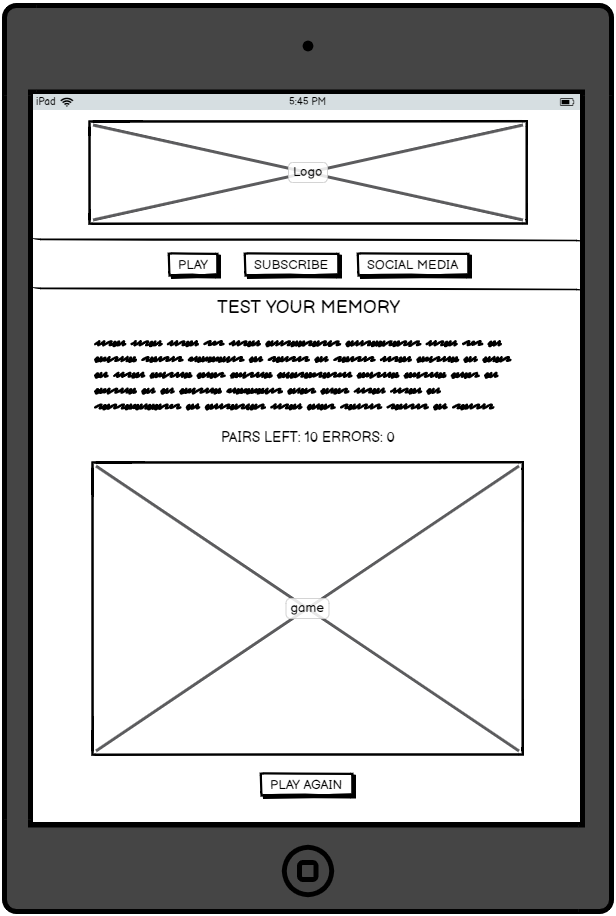 iPad 5:45 PM
Logo
PLAY SUBSCRIBE SOCIAL MEDIA
TEST YOUR MEMORY
PAIRS LEFT: 10 ERRORS: 0
game
PLAY AGAIN